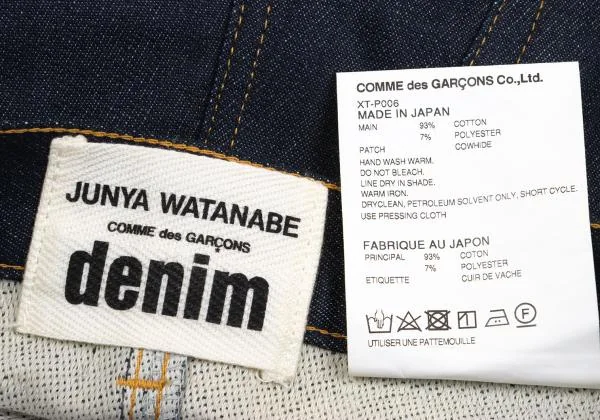 JUNYA WATANABE
COMME des GARÇONS
denim
COMME des GARÇONS Co.,Ltd.
XT-P006
MADE IN JAPAN
MAIN 93% COTTON
7% POLYESTER
PATCH COWHIDE
HAND WASH WARM.
DO NOT BLEACH.
LINE DRY IN SHADE.
WARM IRON.
DRYCLEAN, PETROLEUM SOLVENT ONLY, SHORT CYCLE.
USE PRESSING CLOTH
FABRIQUE AU JAPON
PRINCIPAL 93% COTON
7% POLYESTER
ETIQUETTE CUIR DE VACHE
F
UTILISER UNE PATTEMOUILLE